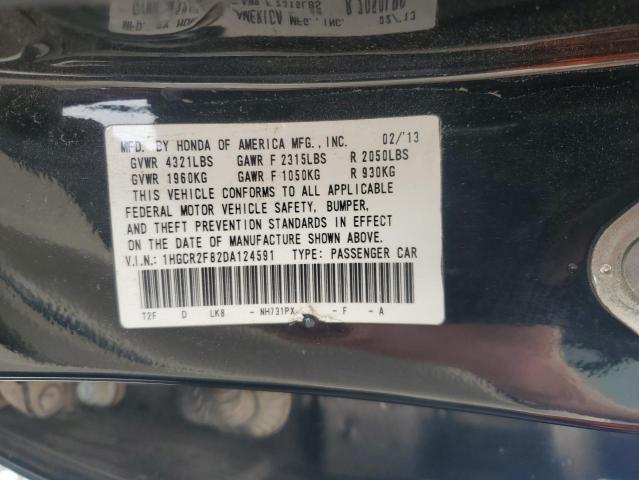 MFD. BY HONDA OF AMERICA MFG., INC. 02/'13
GVWR 4321LBS GAWR F 2315LBS R 2050LBS
GVWR 1960KG GAWR F 1050KG R 930KG
THIS VEHICLE CONFORMS TO ALL APPLICABLE
FEDERAL MOTOR VEHICLE SAFETY, BUMPER,
AND THEFT PREVENTION STANDARDS IN EFFECT
ON THE DATE OF MANUFACTURE SHOWN ABOVE.
V.I.N.: 1HGCR2F82DA124591 TYPE: PASSENGER CAR
T2F D LK8 - NH731PX - F - A